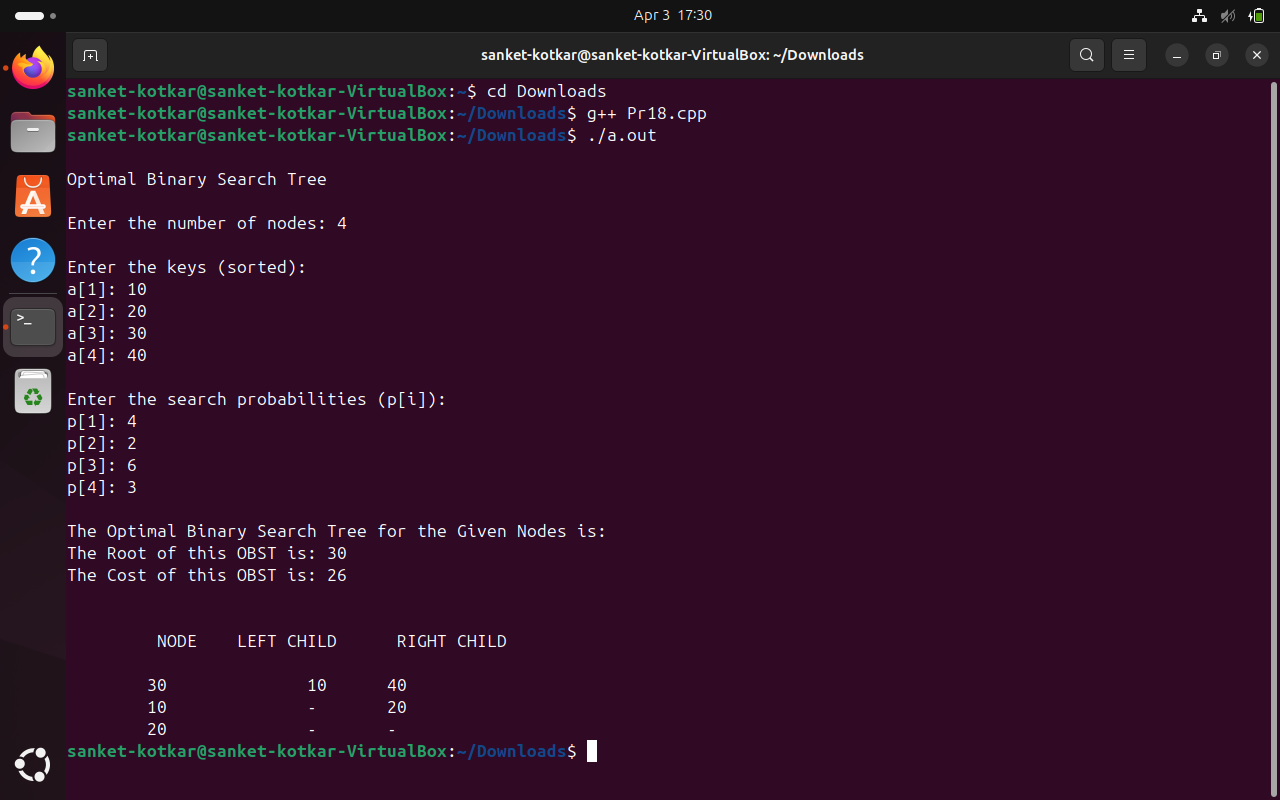 Apr 3 17:30
sanket-kotkar@sanket-kotkar-VirtualBox: ~/Downloads
sanket-kotkar@sanket-kotkar-VirtualBox:~$ cd Downloads
sanket-kotkar@sanket-kotkar-VirtualBox:~/Downloads$ g++ Pr18.cpp
sanket-kotkar@sanket-kotkar-VirtualBox:~/Downloads$ ./a.out
Optimal Binary Search Tree
Enter the number of nodes: 4
Enter the keys (sorted):
a[1]: 10
a[2]: 20
a[3]: 30
a[4]: 40
Enter the search probabilities (p[i]):
p[1]: 4
p[2]: 2
p[3]: 6
p[4]: 3
The Optimal Binary Search Tree for the Given Nodes is:
The Root of this OBST is: 30
The Cost of this OBST is: 26
NODE LEFT CHILD RIGHT CHILD
30 10 40
10 - 20
20 - -
sanket-kotkar@sanket-kotkar-VirtualBox:~/Downloads$